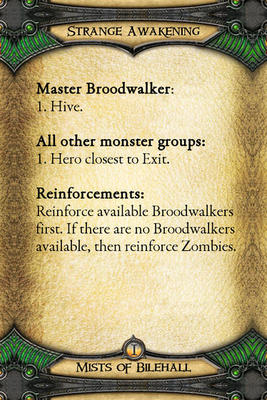 Strange Awakening
Master Broodwalker:
1. Hive.
All other monster groups:
1. Hero closest to Exit.
Reinforcements:
Reinforce available Broodwalkers
first. If there are no Broodwalkers
available, then reinforce Zombies.
1
Mists of Bilehall